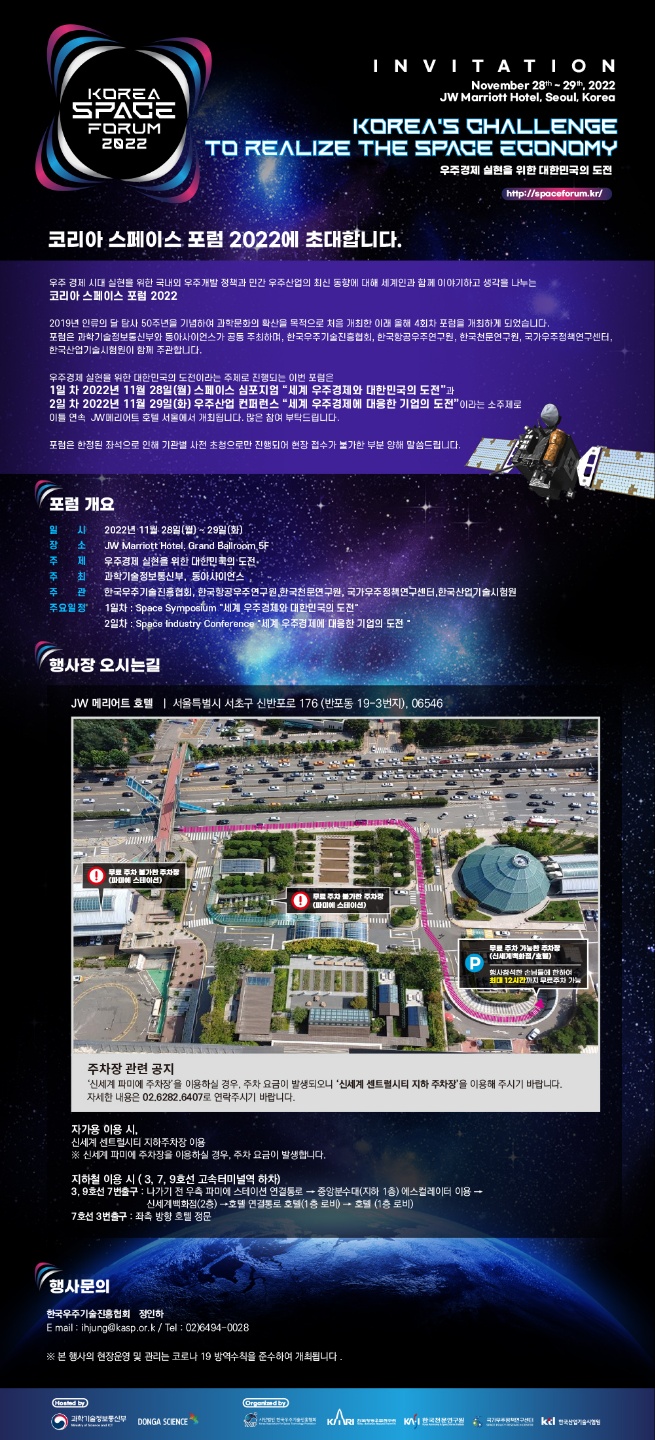 KOREA
SPACE
FORUM
2022
INVITATION
November 28th ~ 29th, 2022
JW Marriott Hotel, Seoul, Korea
KOREA'S CHALLENGE
TO REALIZE THE SPACE ECONOMY
우주경제 실현을 위한 대한민국의 도전
http://spaceforum.kr/
코리아 스페이스 포럼 2022에 초대합니다.
우주 경제 시대 실현을 위한 국내외 우주개발 정책과 민간 우주산업의 최신 동향에 대해 세계인과 함께 이야기하고 생각을 나누는
코리아 스페이스 포럼 2022
2019년 인류의 달 탐사 50주년을 기념하여 과학문화의 확산을 목적으로 처음 개최한 이래 올해 4회차 포럼을 개최하게 되었습니다.
포럼은 과학기술정보통신부와 동아사이언스가 공동 주최하며, 한국우주기술진흥협회, 한국항공우주연구원, 한국천문연구원, 국가우주정책연구센터,
한국산업기술시험원이 함께 주관합니다.
우주경제 실현을 위한 대한민국의 도전이라는 주제로 진행되는 이번 포럼은
1일 차 2022년 11월 28일(월) 스페이스 심포지엄 “세계 우주경제와 대한민국의 도전”과
2일 차 2022년 11월 29일(화) 우주산업 컨퍼런스 “세계 우주경제에 대응한 기업의 도전”이라는 소주제로
이틀 연속 JW메리어트 호텔 서울에서 개최됩니다. 많은 참여 부탁드립니다.
포럼은 한정된 좌석으로 인해 기관별 사전 초청으로만 진행되어 현장 접수가 불가한 부분 양해 말씀드립니다.
포럼 개요
일 시 2022년 11월 28일(월) ~ 29일(화)
장 소 JW Marriott Hotel, Grand Ballroom 5F
주 제 우주경제 실현을 위한 대한민국의 도전
주 최 과학기술정보통신부, 동아사이언스
주 관 한국우주기술진흥협회, 한국항공우주연구원,한국천문연구원, 국가우주정책연구센터,한국산업기술시험원
주요일정 1일차 : Space Symposium "세계 우주경제와 대한민국의 도전"
2일차 : Space Industry Conference "세계 우주경제에 대응한 기업의 도전 "
행사장 오시는길
JW 메리어트 호텔 | 서울특별시 서초구 신반포로 176 (반포동 19-3번지), 06546
무료 주차 불가한 주차장
(파미에 스테이션)
무료 주차 불가한 주차장
(파미에 스테이션)
P
무료 주차 가능한 주차장
(신세계백화점/호텔)
행사참석한 손님들에 한하여
최대 12시간까지 무료주차 가능
주차장 관련 공지
‘신세계 파미에 주차장’을 이용하실 경우, 주차 요금이 발생되오니 ‘신세계 센트럴시티 지하 주차장’을 이용해 주시기 바랍니다.
자세한 내용은 02.6282.6407로 연락주시기 바랍니다.
자가용 이용 시,
신세계 센트럴시티 지하주차장 이용
※ 신세계 파미에 주차장을 이용하실 경우, 주차 요금이 발생합니다.
지하철 이용 시 ( 3, 7, 9호선 고속터미널역 하차)
3, 9호선 7번출구 : 나가기 전 우측 파미에 스테이션 연결통로 → 중앙분수대(지하 1층) 에스컬레이터 이용 →
신세계백화점(2층) →호텔 연결통로 호텔(1층 로비) → 호텔 (1층 로비)
7호선 3번출구 : 좌측 방향 호텔 정문
행사문의
한국우주기술진흥협회 정인하
E mail : ihjung@kasp.or.k / Tel : 02)6494-0028
※ 본 행사의 현장운영 및 관리는 코로나 19 방역수칙을 준수하여 개최됩니다 .
Hosted by
과학기술정보통신부
Ministry of Science and ICT
DONGA SCIENCE
Organized by
사단법인 한국우주기술진흥협회
KARI 한국항공우주연구원
KASI 한국천문연구원
국가우주정책연구센터
ktl 한국산업기술시험원